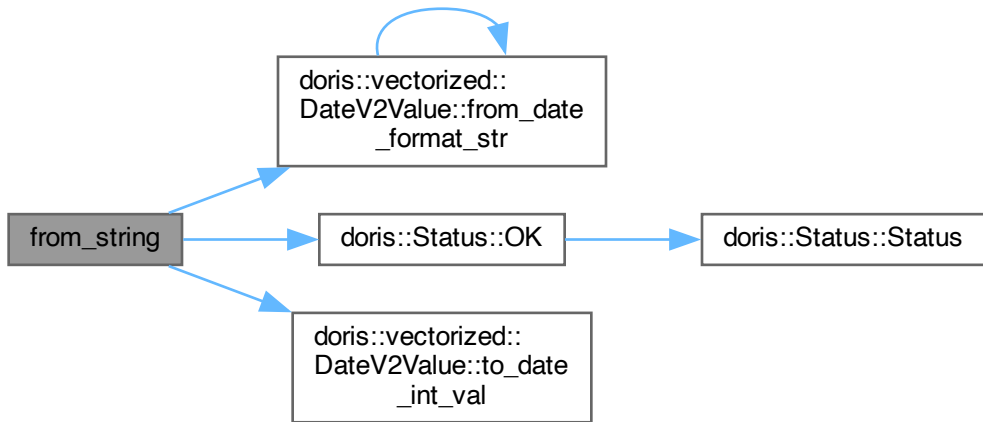 doris::vectorized::
DateV2Value::from_date
_format_str
from_string
doris::Status::OK
doris::Status::Status
doris::vectorized::
DateV2Value::to_date
_int_val